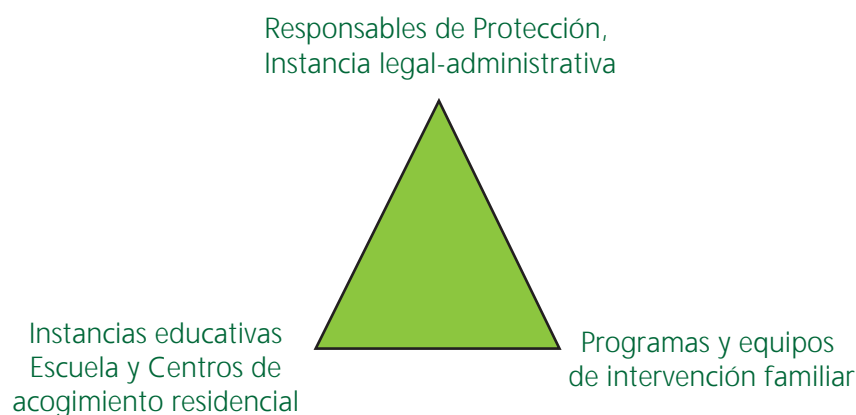 Responsables de Protección,
Instancia legal-administrativa
Instancias educativas
Escuela y Centros de
acogimiento residencial
Programas y equipos
de intervención familiar